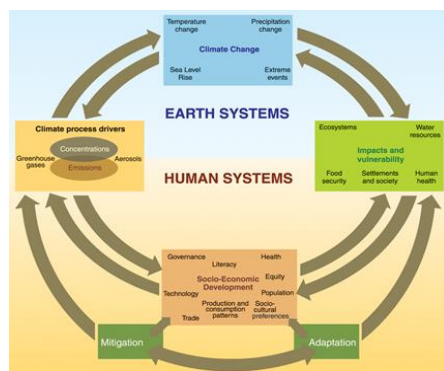 Temperature change
Precipitation change
Climate Change
Sea Level Rise
Extreme events
EARTH SYSTEMS
Climate process drivers
Concentrations
Greenhouse gases
Aerosols
Emissions
Ecosystems
Water resources
Impacts and vulnerability
Food security
Settlements and society
Human health
HUMAN SYSTEMS
Governance
Literacy
Health
Socio-Economic Development
Equity
Technology
Population
Production and consumption patterns
Socio-cultural preferences
Trade
Mitigation
Adaptation